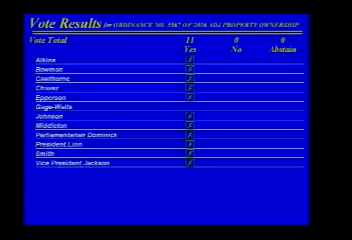 Vote Results for ORDINANCE NO. 5567 OF 2016 ADJ PROPERTY OWNERSHIP
Vote Total 11 0 0
Yes No Abstain
Atkins X
Bowman X
Cawthorne X
Chavez X
Epperson X
Gage-Watts
Johnson X
Middleton X
Parliamentarian Dominick X
President Linn X
Smith X
Vice President Jackson X